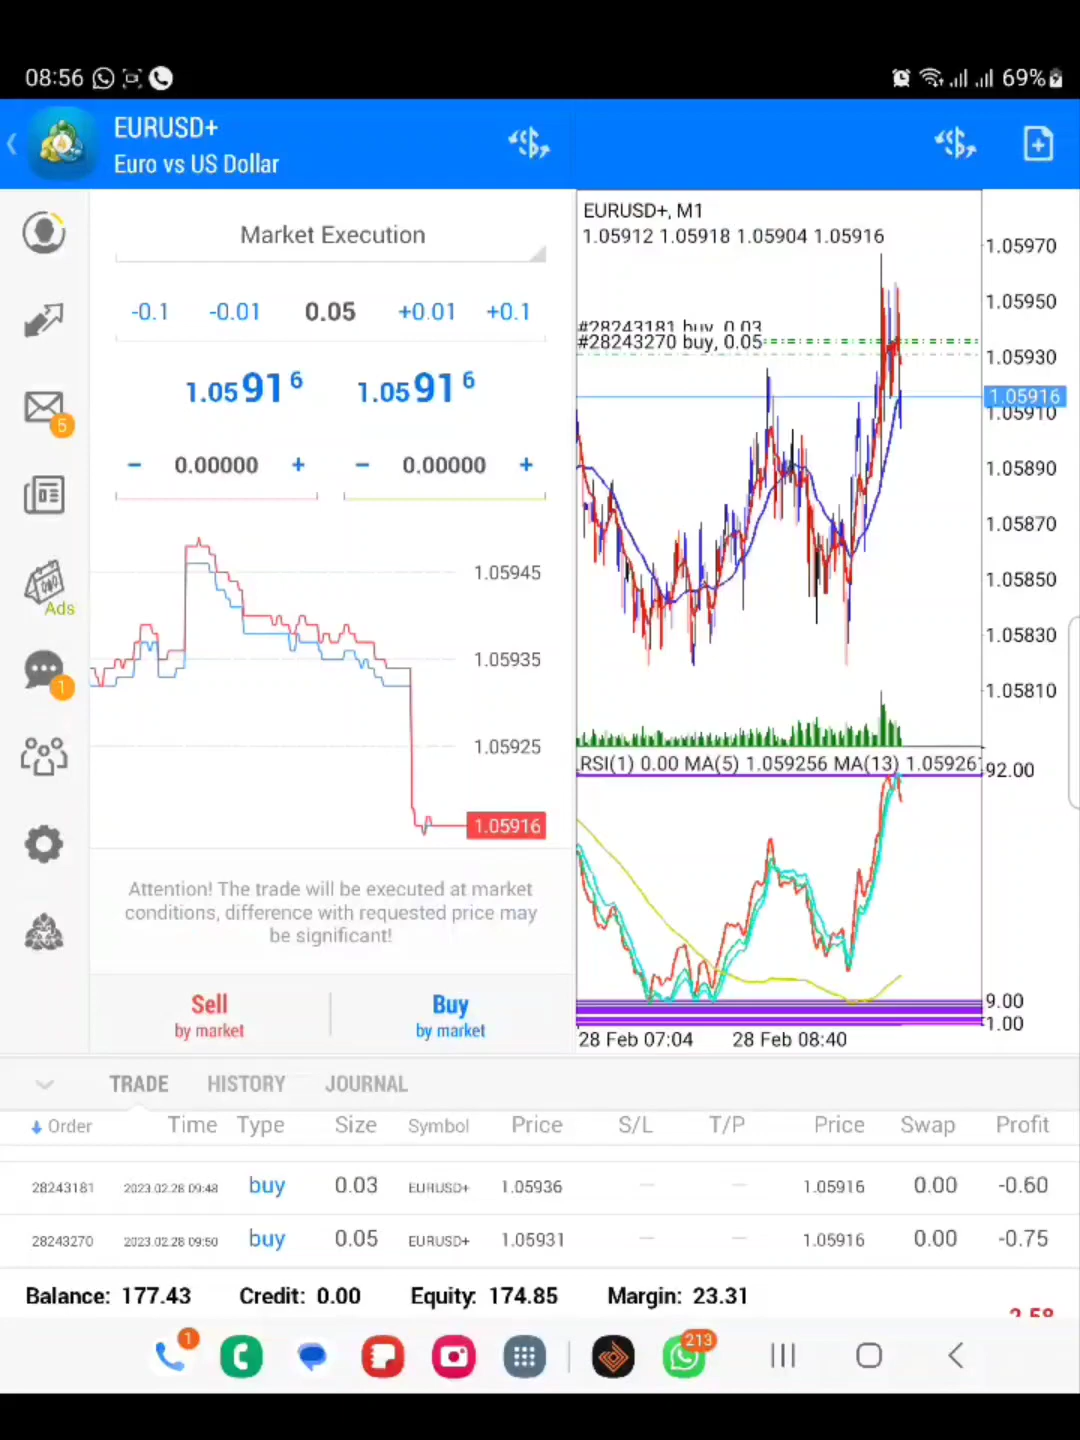 08:56
69%
EURUSD+
Euro vs US Dollar
Market Execution
-0.1 -0.01 0.05 +0.01 +0.1
1.05916 1.05916
- 0.00000 + - 0.00000 +
1.05945
1.05935
1.05925
1.05916
Attention! The trade will be executed at market
conditions, difference with requested price may
be significant!
Sell
by market
Buy
by market
5
Ads
1
EURUSD+, M1
1.05912 1.05918 1.05904 1.05916
#28243181 buy, 0.03
#28243270 buy, 0.05
1.05970
1.05950
1.05930
1.05916
1.05910
1.05890
1.05870
1.05850
1.05830
1.05810
RSI(1) 0.00 MA(5) 1.059256 MA(13) 1.059261
92.00
9.00
1.00
28 Feb 07:04 28 Feb 08:40
TRADE HISTORY JOURNAL
Order Time Type Size Symbol Price S/L T/P Price Swap Profit
28243181 2023.02.28 09:48 buy 0.03 EURUSD+ 1.05936 — — 1.05916 0.00 -0.60
28243270 2023.02.28 09:50 buy 0.05 EURUSD+ 1.05931 — — 1.05916 0.00 -0.75
Balance: 177.43 Credit: 0.00 Equity: 174.85 Margin: 23.31
1
213